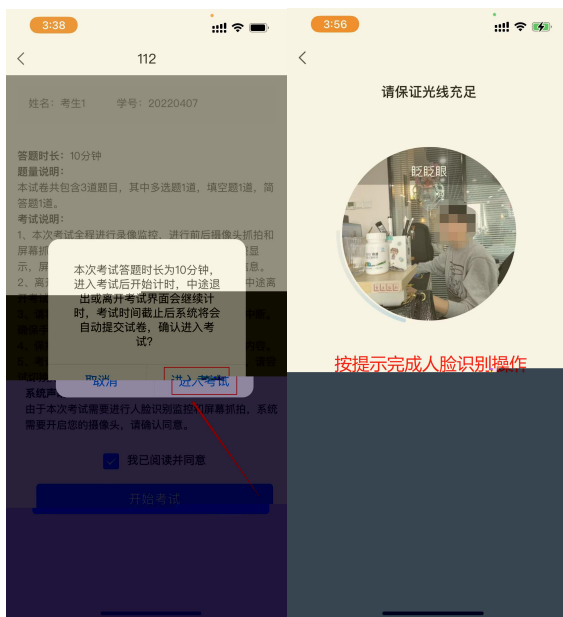 3:38
112
姓名：考生1
学号：20220407
答题时长：10分钟
题量说明：
本试卷共包含3道题目，其中多选题1道，填空题1道，简
答题1道。
考试说明：
1、本次考试全程进行录像监控，进行前后摄像头抓拍和
屏幕抓
示，屏
2、离
中途离
本次考试答题时长为10分钟，
进入考试后开始计时，中途退
出或离开考试界面会继续计
时，考试时间截止后系统将会
自动提交试卷，确认进入考
试?
取消
进入考试
系统声
由于本次考试需要进行人脸识别监控和屏幕抓拍，系统
需要开启您的摄像头，请确认同意。
我已阅读并同意
开始考试
3:56
请保证光线充足
眨眨眼
按提示完成人脸识别操作